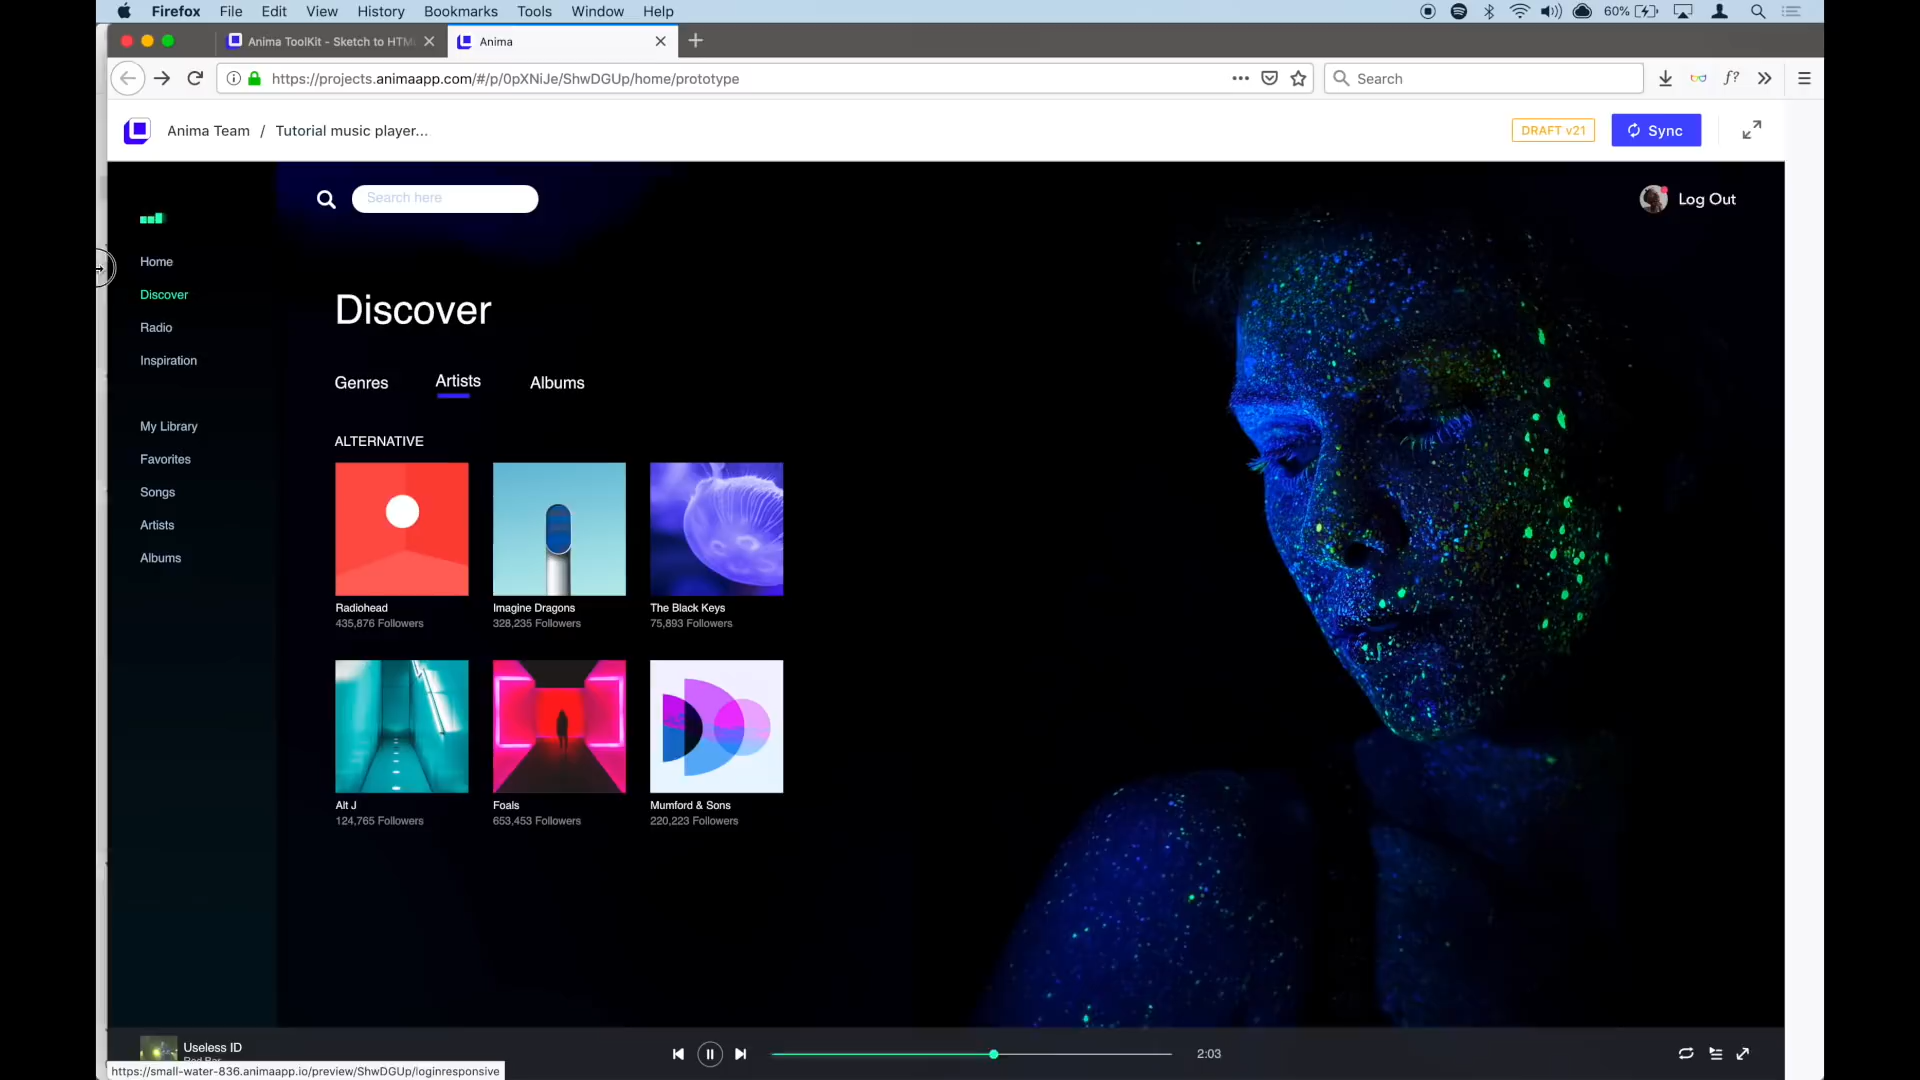 Firefox File Edit View History Bookmarks Tools Window Help 60%
Anima ToolKit - Sketch to HTM
Anima
https://projects.animaapp.com/#/p/0pXNiJe/ShwDGUp/home/prototype
Search
f?
Anima Team / Tutorial music player...
DRAFT v21
Sync
Search here
Log Out
Home
Discover
Radio
Inspiration
My Library
Favorites
Songs
Artists
Albums
Discover
Genres Artists Albums
ALTERNATIVE
Radiohead
435,876 Followers
Imagine Dragons
328,235 Followers
The Black Keys
75,893 Followers
Alt J
124,765 Followers
Foals
653,453 Followers
Mumford & Sons
220,223 Followers
Useless ID
2:03
https://small-water-836.animaapp.io/preview/ShwDGUp/loginresponsive